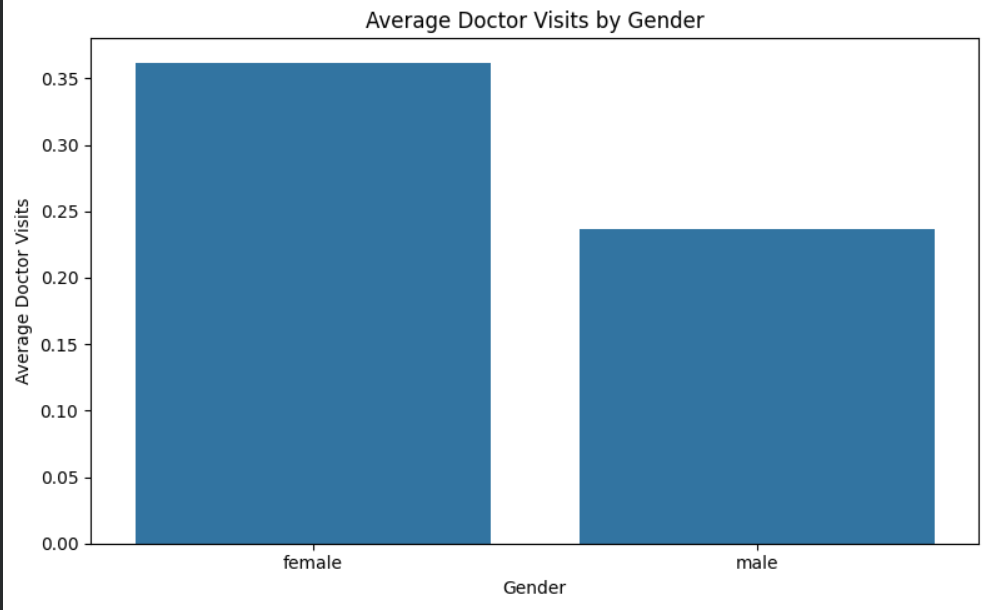 Average Doctor Visits by Gender
Average Doctor Visits
0.35
0.30
0.25
0.20
0.15
0.10
0.05
0.00
female male
Gender